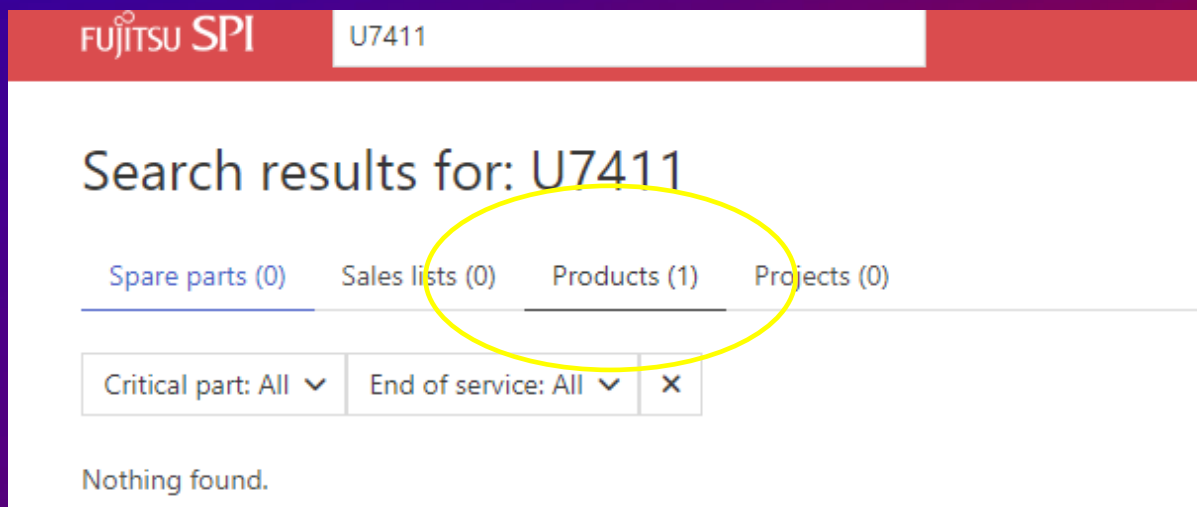 FUJITSU SPI U7411
Search results for: U7411
Spare parts (0) Sales lists (0) Products (1) Projects (0)
Critical part: All End of service: All ×
Nothing found.